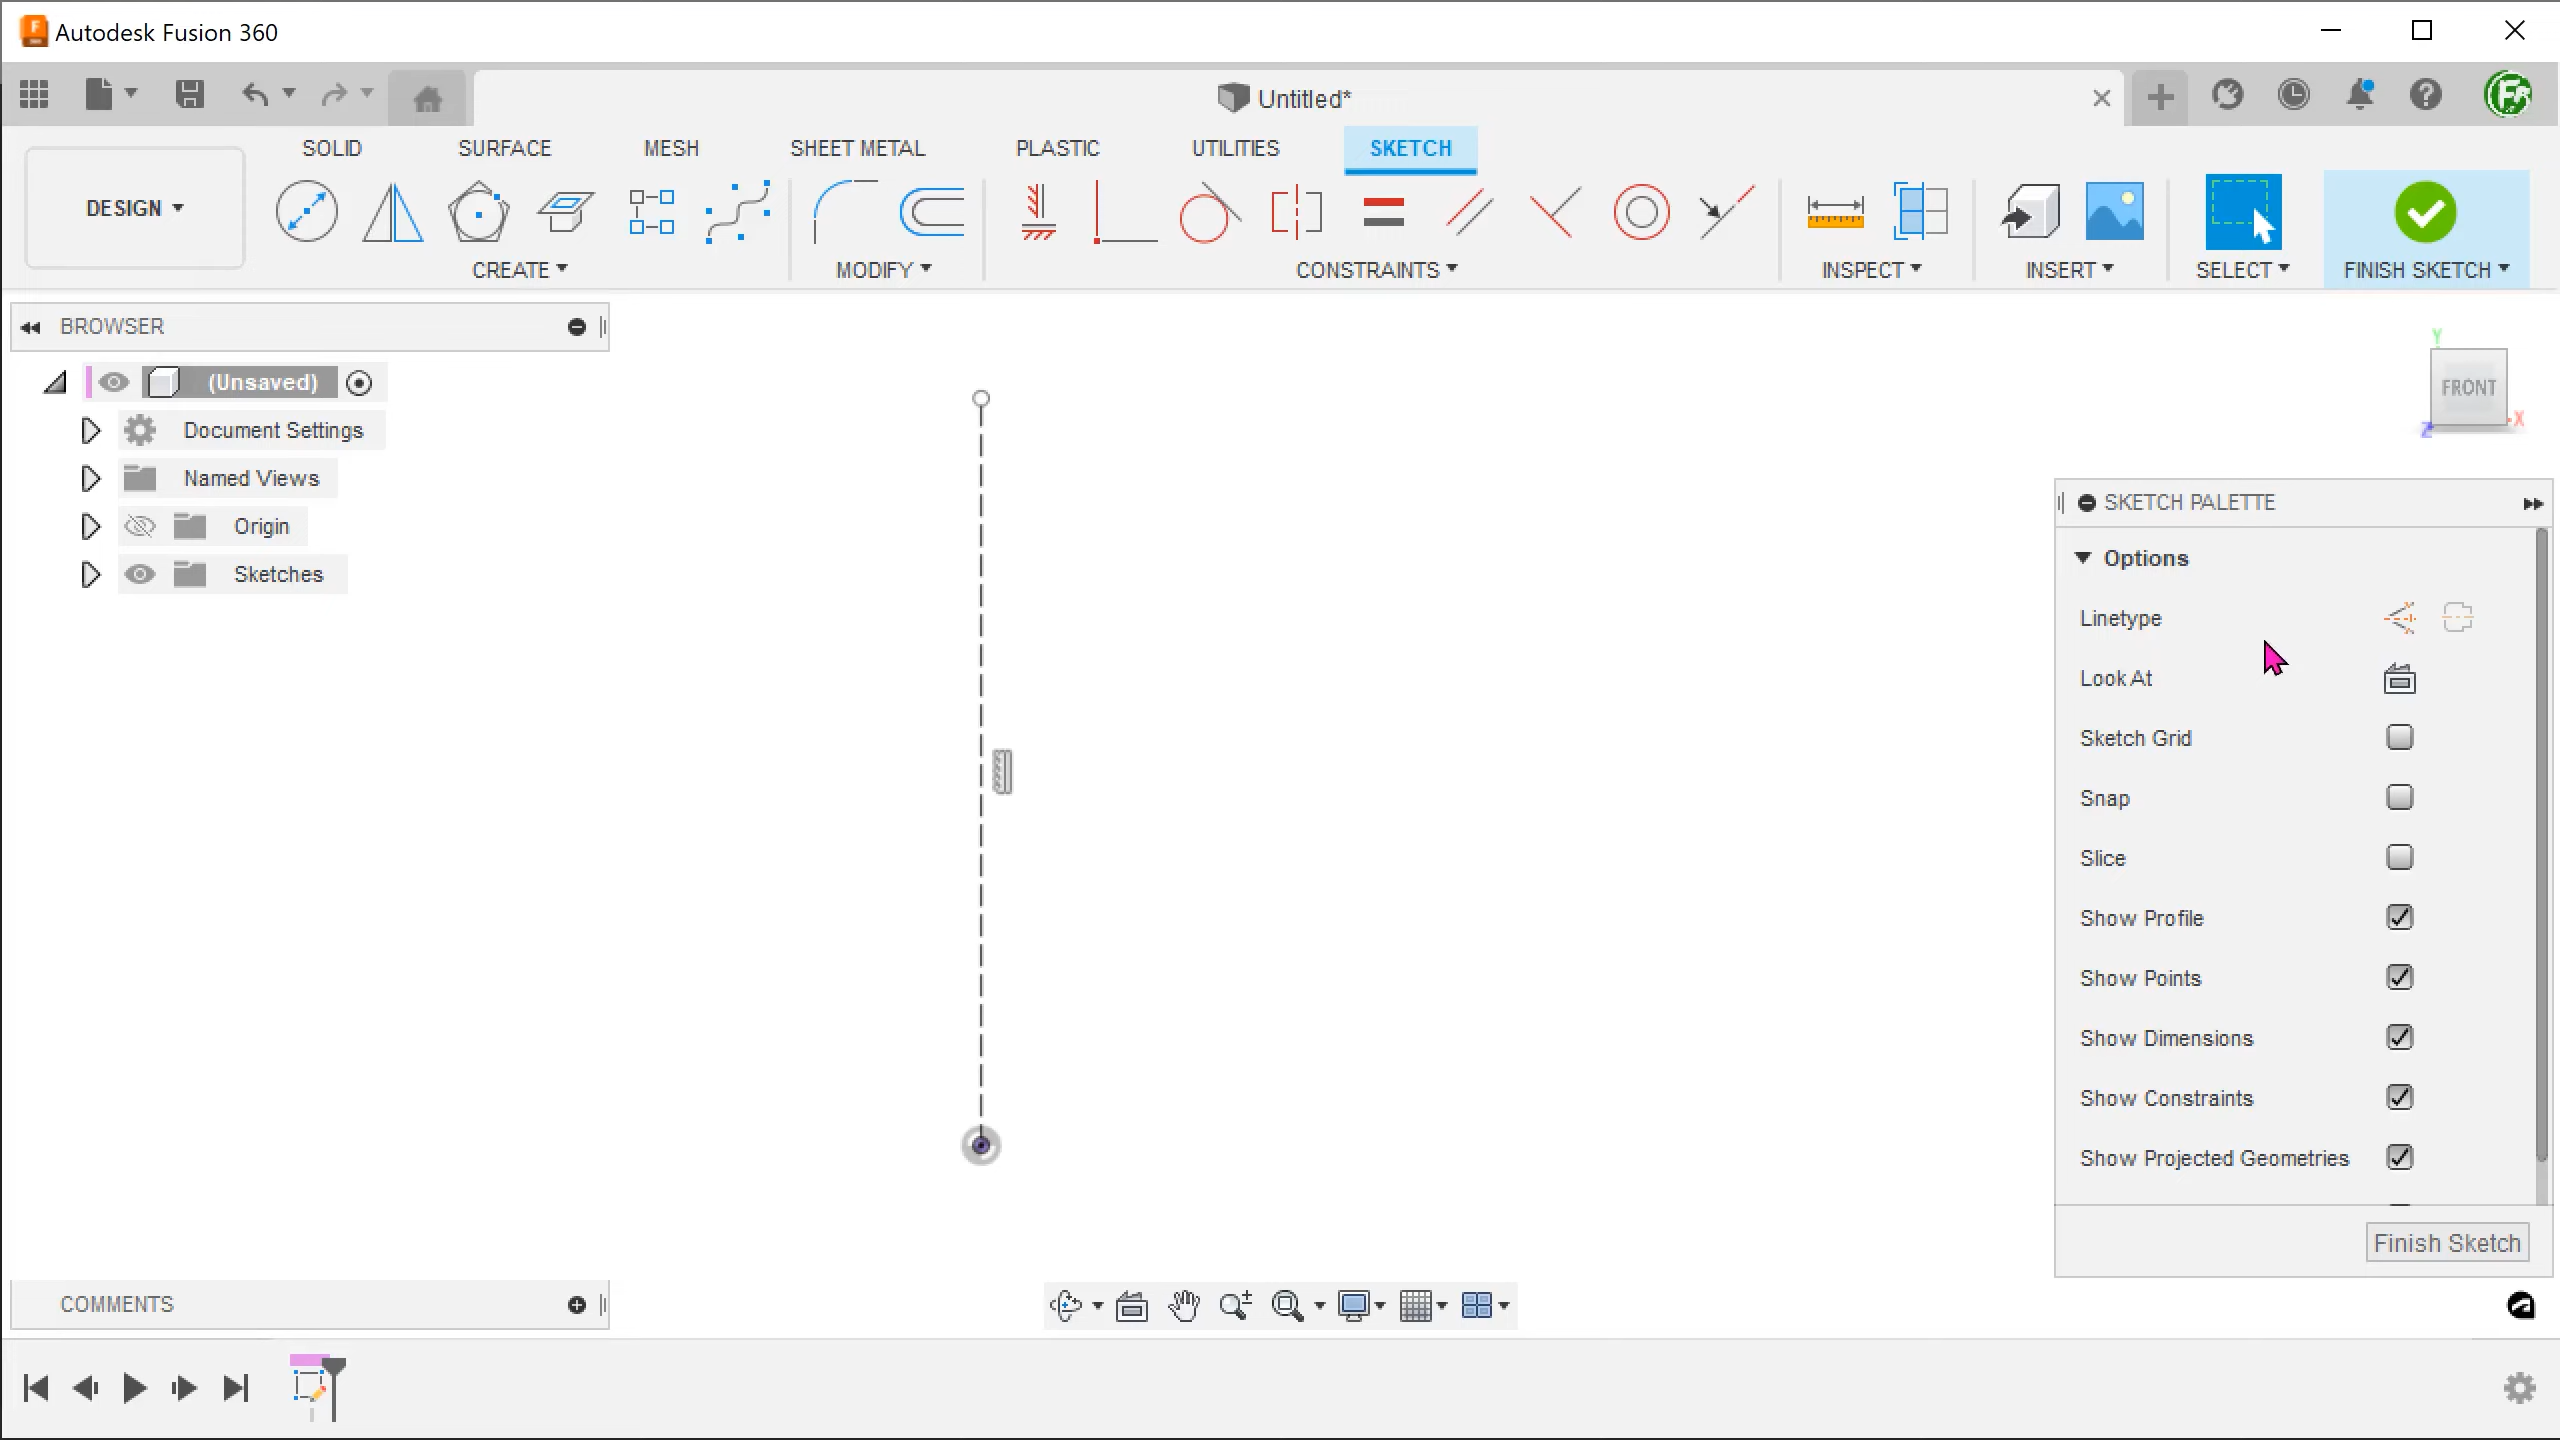 Autodesk Fusion 360
Untitled*
SOLID SURFACE MESH SHEET METAL PLASTIC UTILITIES SKETCH
DESIGN
CREATE MODIFY CONSTRAINTS INSPECT INSERT SELECT FINISH SKETCH
BROWSER
(Unsaved)
Document Settings
Named Views
Origin
Sketches
Y
FRONT
X
Z
SKETCH PALETTE
Options
Linetype
Look At
Sketch Grid
Snap
Slice
Show Profile
Show Points
Show Dimensions
Show Constraints
Show Projected Geometries
Finish Sketch
COMMENTS